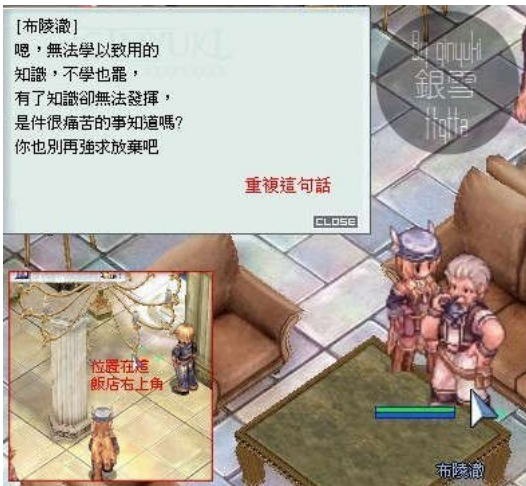 [布陵澈]
嗯，無法學以致用的
知識，不學也罷，
有了知識卻無法發揮，
是件很痛苦的事知道嗎?
你也別再強求放棄吧
重複這句話
CLOSE
By ginyuki
銀雪
位置在這
飯店右上角
布陵澈